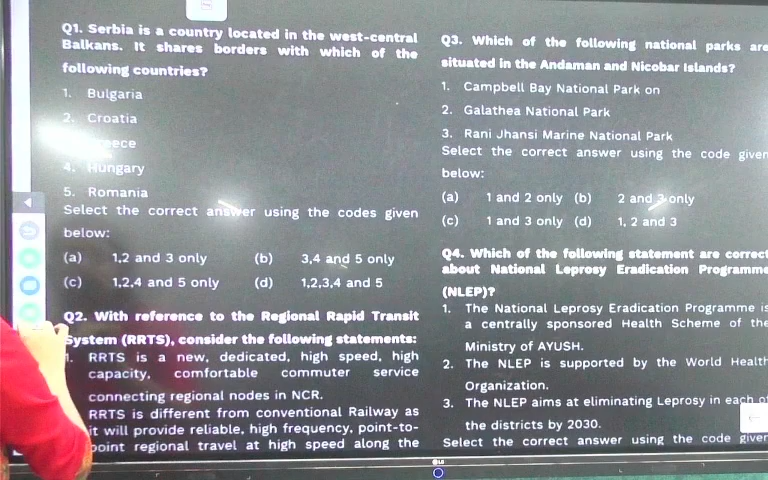 Q1. Serbia is a country located in the west-central
Balkans. It shares borders with which of the
following countries?
1. Bulgaria
2. Croatia
4. Hungary
5. Romania
Select the correct answer using the codes given
below:
(a) 1,2 and 3 only (b) 3,4 and 5 only
(c) 1,2,4 and 5 only (d) 1,2,3,4 and 5
Q2. With reference to the Regional Rapid Transit
System (RRTS), consider the following statements:
1. RRTS is a new, dedicated, high speed, high
capacity, comfortable commuter service
connecting regional nodes in NCR.
RRTS is different from conventional Railway as
it will provide reliable, high frequency, point-to-
point regional travel at high speed along the
Q3. Which of the following national parks are
situated in the Andaman and Nicobar Islands?
1. Campbell Bay National Park on
2. Galathea National Park
3. Rani Jhansi Marine National Park
Select the correct answer using the code given
below:
(a) 1 and 2 only (b) 2 and 3 only
(c) 1 and 3 only (d) 1, 2 and 3
Q4. Which of the following statement are correct
about National Leprosy Eradication Programme
(NLEP)?
1. The National Leprosy Eradication Programme is
a centrally sponsored Health Scheme of the
Ministry of AYUSH.
2. The NLEP is supported by the World Health
Organization.
3. The NLEP aims at eliminating Leprosy in each of
the districts by 2030.
Select the correct answer using the code given
LG